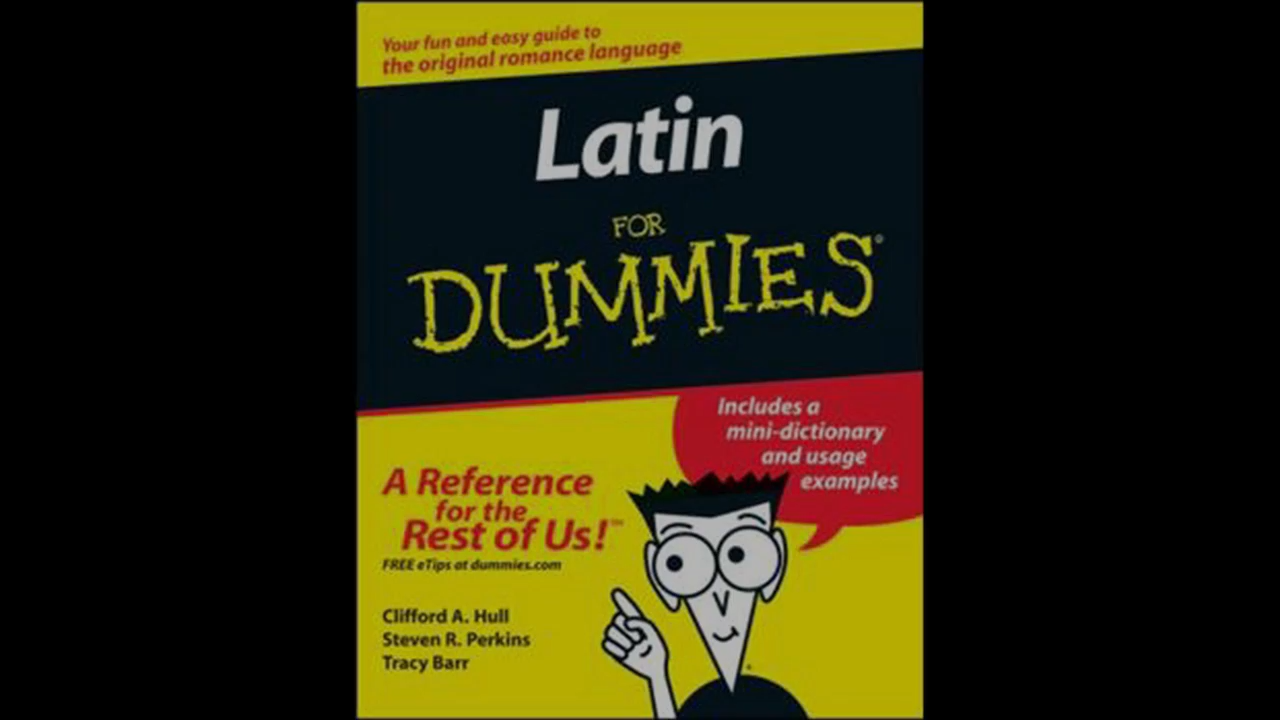 Your fun and easy guide to
the original romance language
Latin
FOR
DUMMIES®
Includes a
mini-dictionary
and usage
examples
A Reference
for the
Rest of Us!™
FREE eTips at dummies.com
Clifford A. Hull
Steven R. Perkins
Tracy Barr